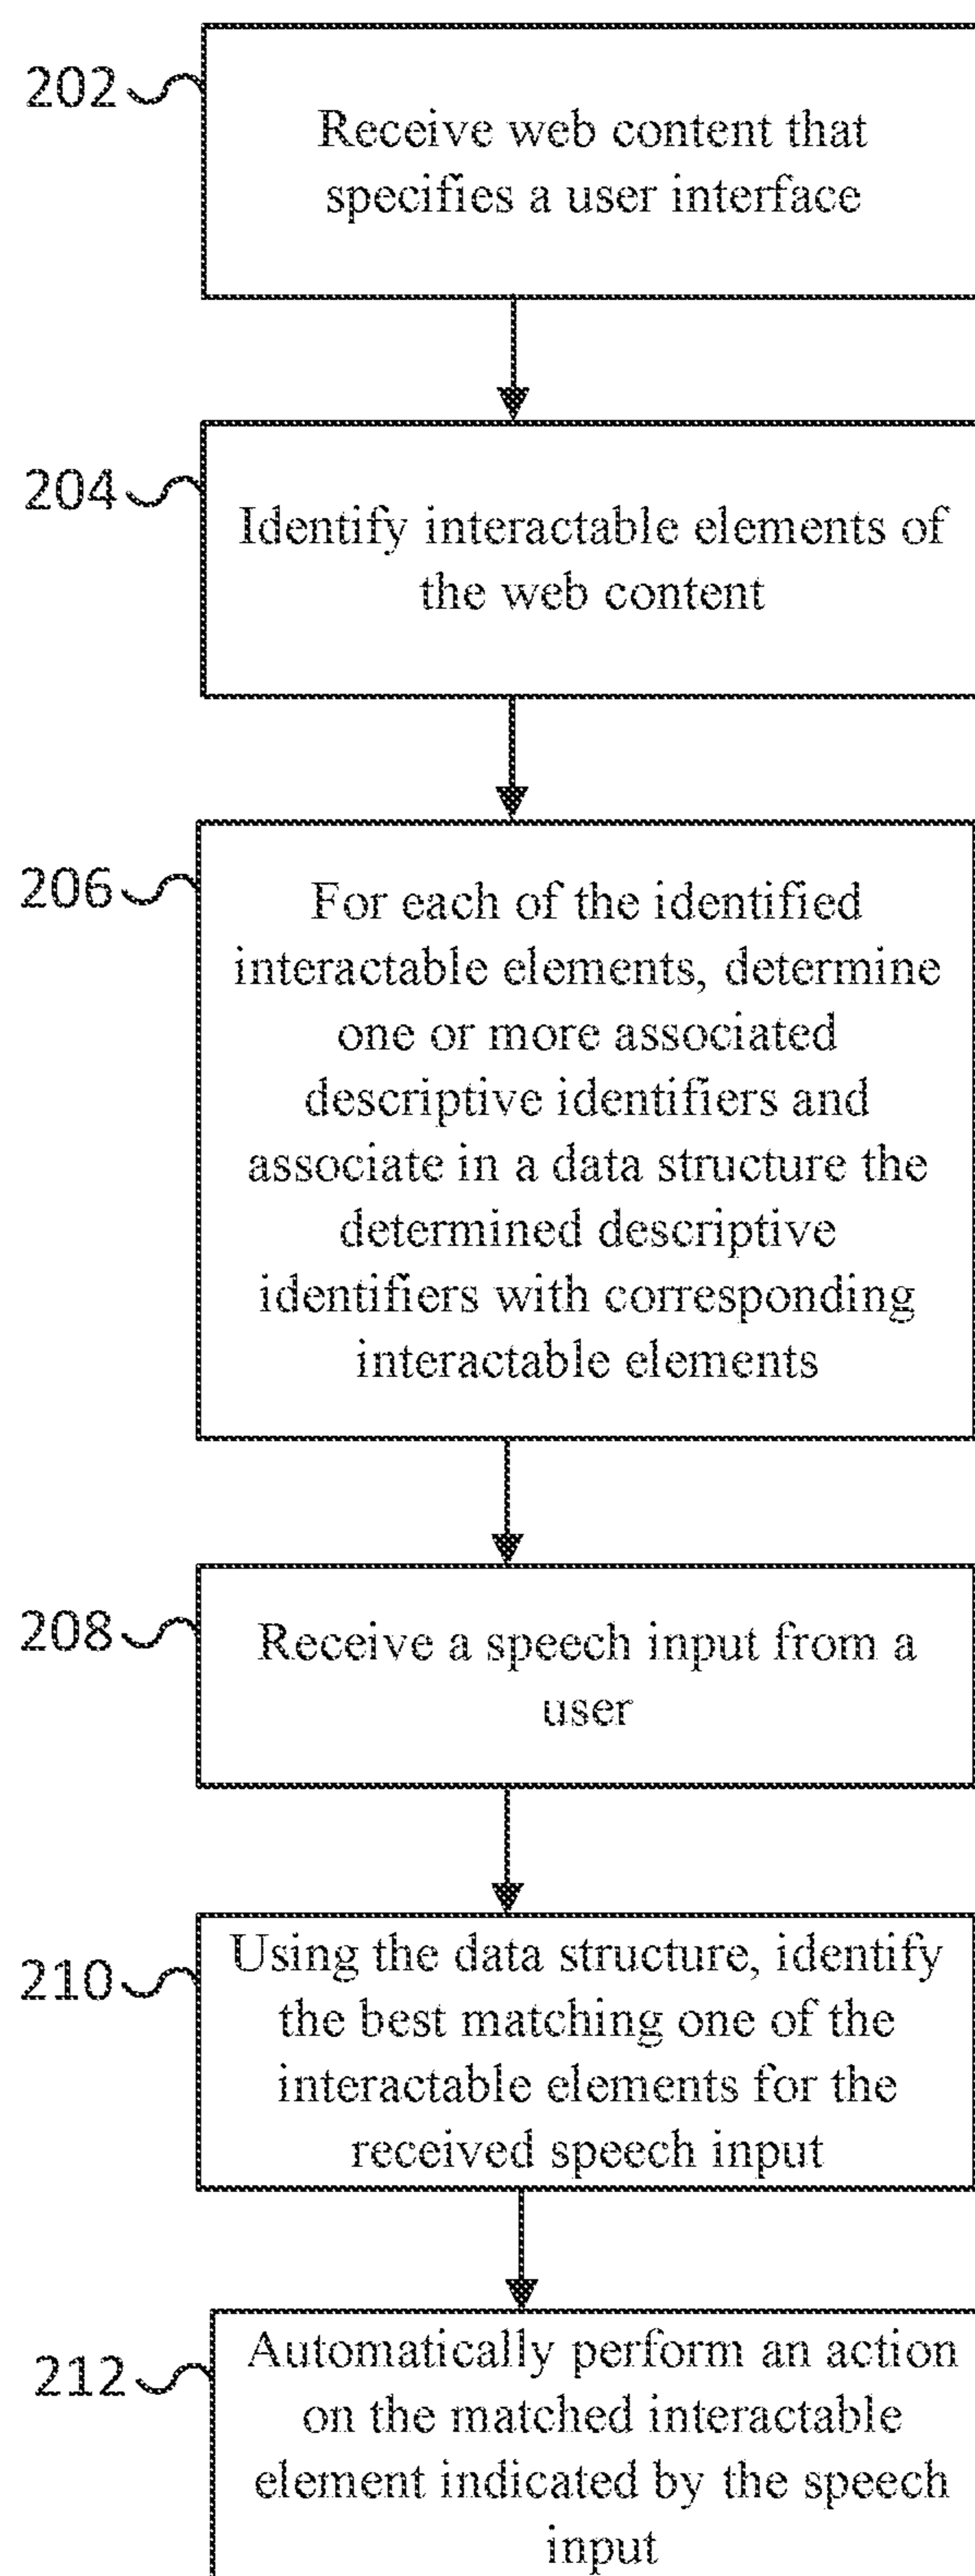 202
Receive web content that
specifies a user interface
204
Identify interactable elements of
the web content
206
For each of the identified
interactable elements, determine
one or more associated
descriptive identifiers and
associate in a data structure the
determined descriptive
identifiers with corresponding
interactable elements
208
Receive a speech input from a
user
210
Using the data structure, identify
the best matching one of the
interactable elements for the
received speech input
212
Automatically perform an action
on the matched interactable
element indicated by the speech
input